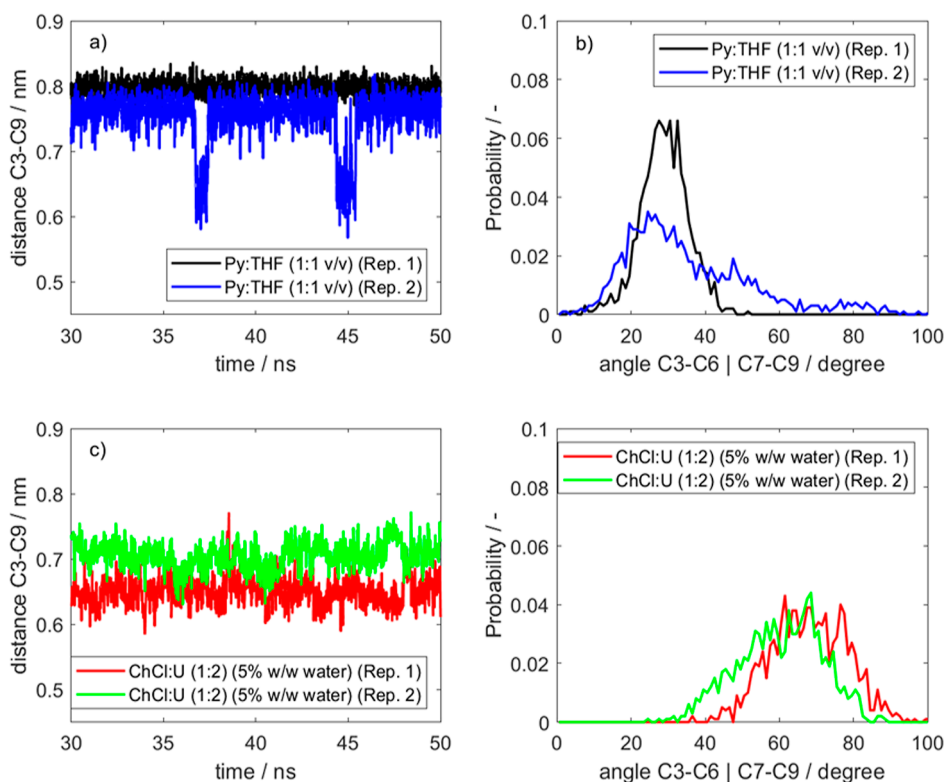 a)
0.9
0.8
0.7
0.6
0.5
distance C3-C9 / nm
Py:THF (1:1 v/v) (Rep. 1)
Py:THF (1:1 v/v) (Rep. 2)
30 35 40 45 50
time / ns
b)
0.1
0.08
0.06
0.04
0.02
0
Probability / -
Py:THF (1:1 v/v) (Rep. 1)
Py:THF (1:1 v/v) (Rep. 2)
0 20 40 60 80 100
angle C3-C6 | C7-C9 / degree
c)
0.9
0.8
0.7
0.6
0.5
distance C3-C9 / nm
ChCl:U (1:2) (5% w/w water) (Rep. 1)
ChCl:U (1:2) (5% w/w water) (Rep. 2)
30 35 40 45 50
time / ns
0.1
0.08
0.06
0.04
0.02
0
Probability / -
ChCl:U (1:2) (5% w/w water) (Rep. 1)
ChCl:U (1:2) (5% w/w water) (Rep. 2)
0 20 40 60 80 100
angle C3-C6 | C7-C9 / degree